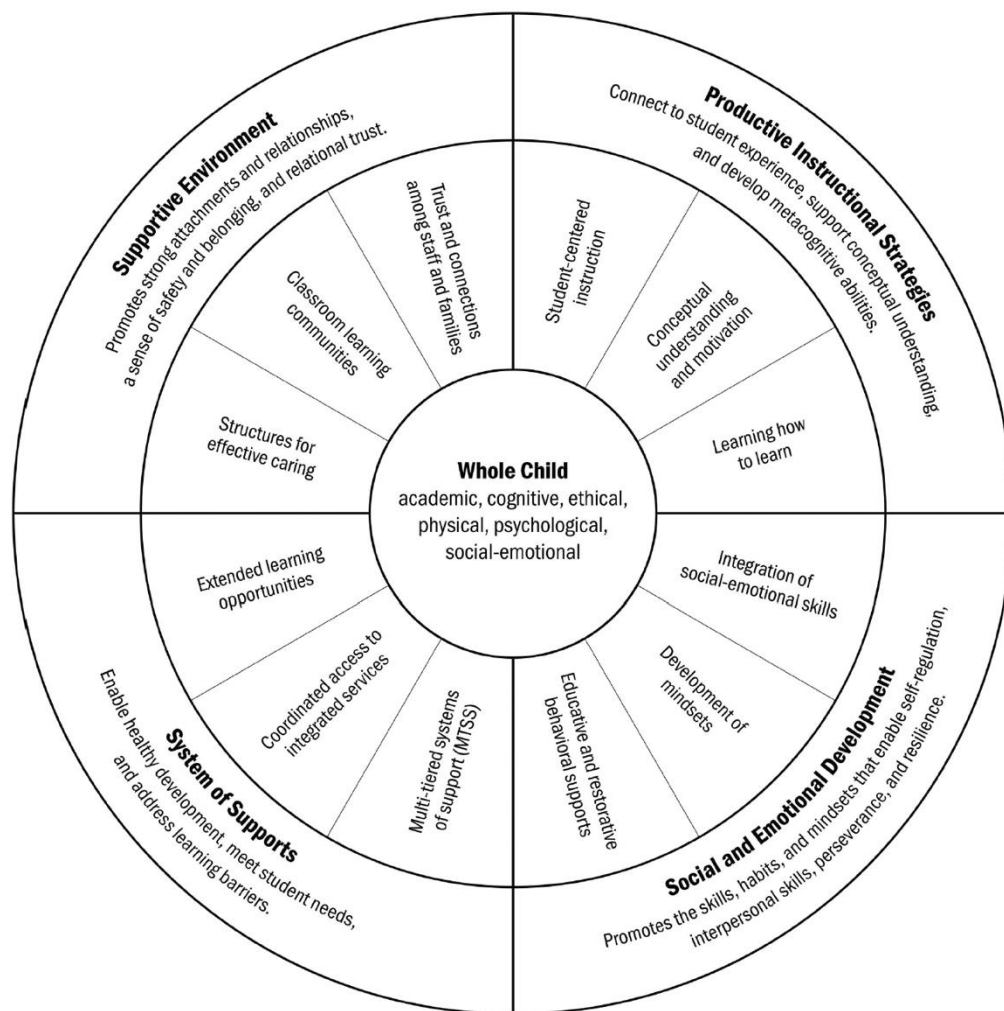 Supportive Environment
Promotes strong attachments and relationships,
a sense of safety and belonging, and relational trust.
Productive Instructional Strategies
Connect to student experience, support conceptual understanding,
and develop metacognitive abilities.
Structures for
effective caring
Classroom learning
communities
Trust and connections
among staff and families
Student-centered
instruction
Conceptual
understanding
and motivation
Learning how
to learn
Whole Child
academic, cognitive, ethical,
physical, psychological,
social-emotional
Extended learning
opportunities
Coordinated access to
integrated services
Multi-tiered systems
of support (MTSS)
Educative and restorative
behavioral supports
Development of
mindsets
Integration of
social-emotional skills
System of Supports
Enable healthy development, meet student needs,
and address learning barriers.
Social and Emotional Development
Promotes the skills, habits, and mindsets that enable self-regulation,
interpersonal skills, perseverance, and resilience.